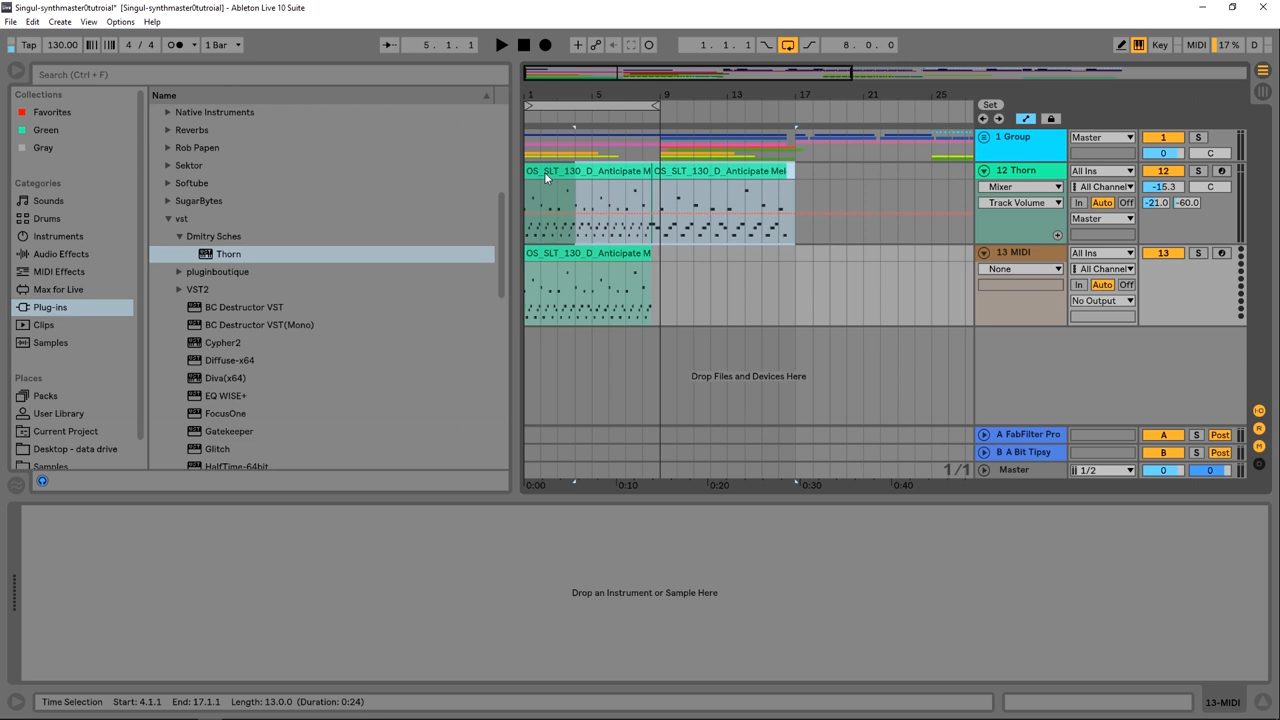 Singul-synthmaster0tutroial* [Singul-synthmaster0tutroial] - Ableton Live 10 Suite
File Edit Create View Options Help
Tap 130.00 4 / 4 1 Bar 5. 1. 1 1. 1. 1 8. 0. 0 Key MIDI 17 % D
Search (Ctrl + F)
Collections
Favorites
Green
Gray
Categories
Sounds
Drums
Instruments
Audio Effects
MIDI Effects
Max for Live
Plug-ins
Clips
Samples
Places
Packs
User Library
Current Project
Desktop - data drive
Samples
Name
Native Instruments
Reverbs
Rob Papen
Sektor
Softube
SugarBytes
vst
Dmitry Sches
Thorn
pluginboutique
VST2
BC Destructor VST
BC Destructor VST(Mono)
Cypher2
Diffuse-x64
Diva(x64)
EQ WISE+
FocusOne
Gatekeeper
Glitch
HalfTime-64bit
1 5 9 13 17 21 25
Set
1 Group Master 1 S
0 C
OS_SLT_130_D_Anticipate M OS_SLT_130_D_Anticipate Mel 12 Thorn All Ins 12 S
Mixer All Channel -15.3 C
Track Volume In Auto Off -21.0 -60.0
Master
OS_SLT_130_D_Anticipate M 13 MIDI All Ins 13 S
None All Channel
In Auto Off
No Output
Drop Files and Devices Here
A FabFilter Pro A S Post
B A Bit Tipsy B S Post
1/1 Master 1/2 0 0
0:00 0:10 0:20 0:30 0:40
Drop an Instrument or Sample Here
Time Selection Start: 4.1.1 End: 17.1.1 Length: 13.0.0 (Duration: 0:24)
13-MIDI